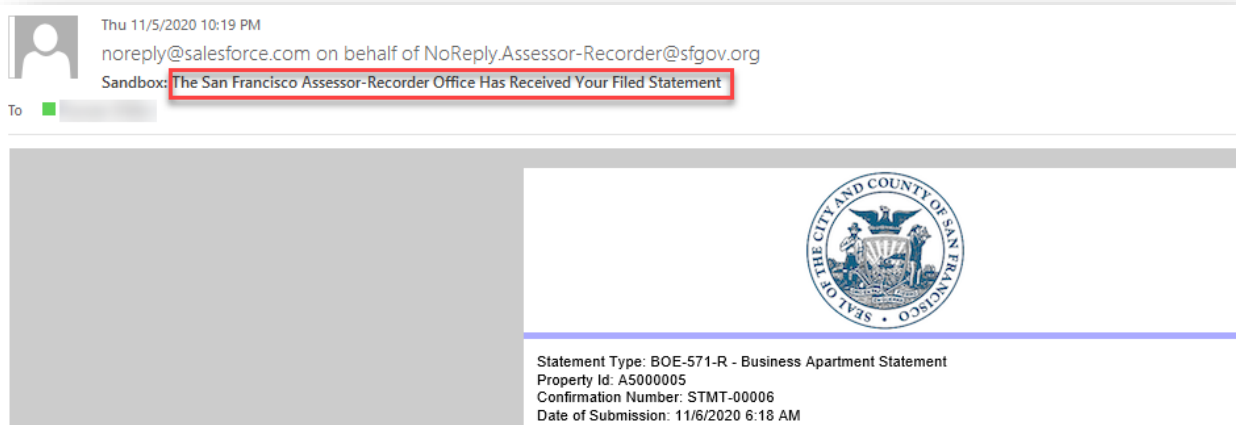 Thu 11/5/2020 10:19 PM
noreply@salesforce.com on behalf of NoReply.Assessor-Recorder@sfgov.org
Sandbox: The San Francisco Assessor-Recorder Office Has Received Your Filed Statement
To
THE CITY AND COUNTY OF SAN FRANCISCO
SEAL OF
Statement Type: BOE-571-R - Business Apartment Statement
Property Id: A5000005
Confirmation Number: STMT-00006
Date of Submission: 11/6/2020 6:18 AM